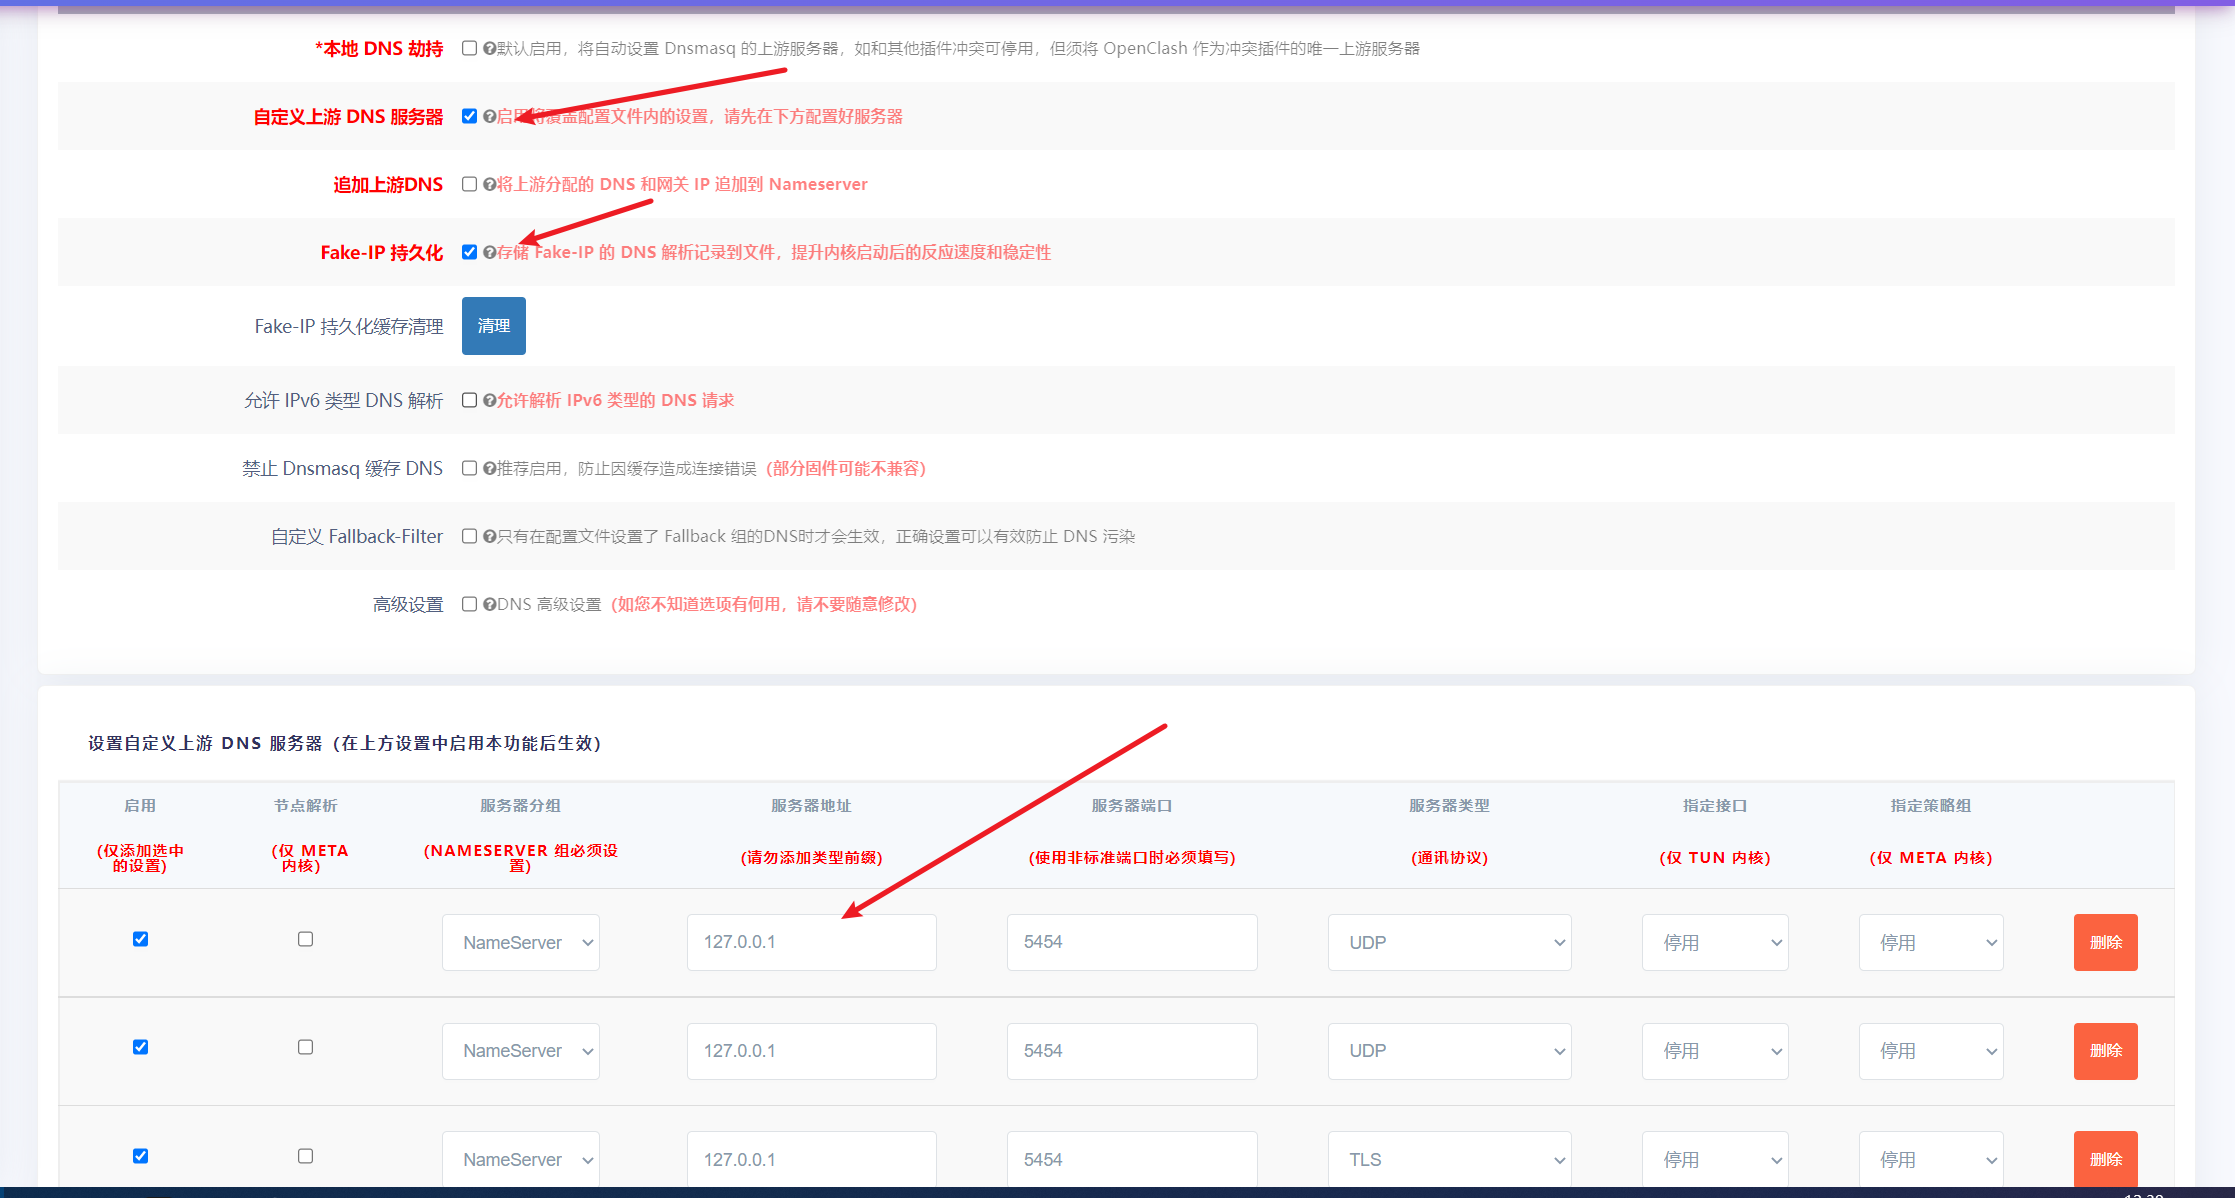 *本地 DNS 劫持 默认启用，将自动设置 Dnsmasq 的上游服务器，如和其他插件冲突可停用，但须将 OpenClash 作为冲突插件的唯一上游服务器
自定义上游 DNS 服务器 启用将覆盖配置文件内的设置，请先在下方配置好服务器
追加上游DNS 将上游分配的 DNS 和网关 IP 追加到 Nameserver
Fake-IP 持久化 存储 Fake-IP 的 DNS 解析记录到文件，提升内核启动后的反应速度和稳定性
Fake-IP 持久化缓存清理 清理
允许 IPv6 类型 DNS 解析 允许解析 IPv6 类型的 DNS 请求
禁止 Dnsmasq 缓存 DNS 推荐启用，防止因缓存造成连接错误（部分固件可能不兼容）
自定义 Fallback-Filter 只有在配置文件设置了 Fallback 组的DNS时才会生效，正确设置可以有效防止 DNS 污染
高级设置 DNS 高级设置（如您不知道选项有何用，请不要随意修改）
设置自定义上游 DNS 服务器（在上方设置中启用本功能后生效）
启用 节点解析 服务器分组 服务器地址 服务器端口 服务器类型 指定接口 指定策略组
(仅添加选中的设置) (仅 META 内核) (NAMESERVER 组必须设置) (请勿添加类型前缀) (使用非标准端口时必须填写) (通讯协议) (仅 TUN 内核) (仅 META 内核)
NameServer 127.0.0.1 5454 UDP 停用 停用 删除
NameServer 127.0.0.1 5454 UDP 停用 停用 删除
NameServer 127.0.0.1 5454 TLS 停用 停用 删除